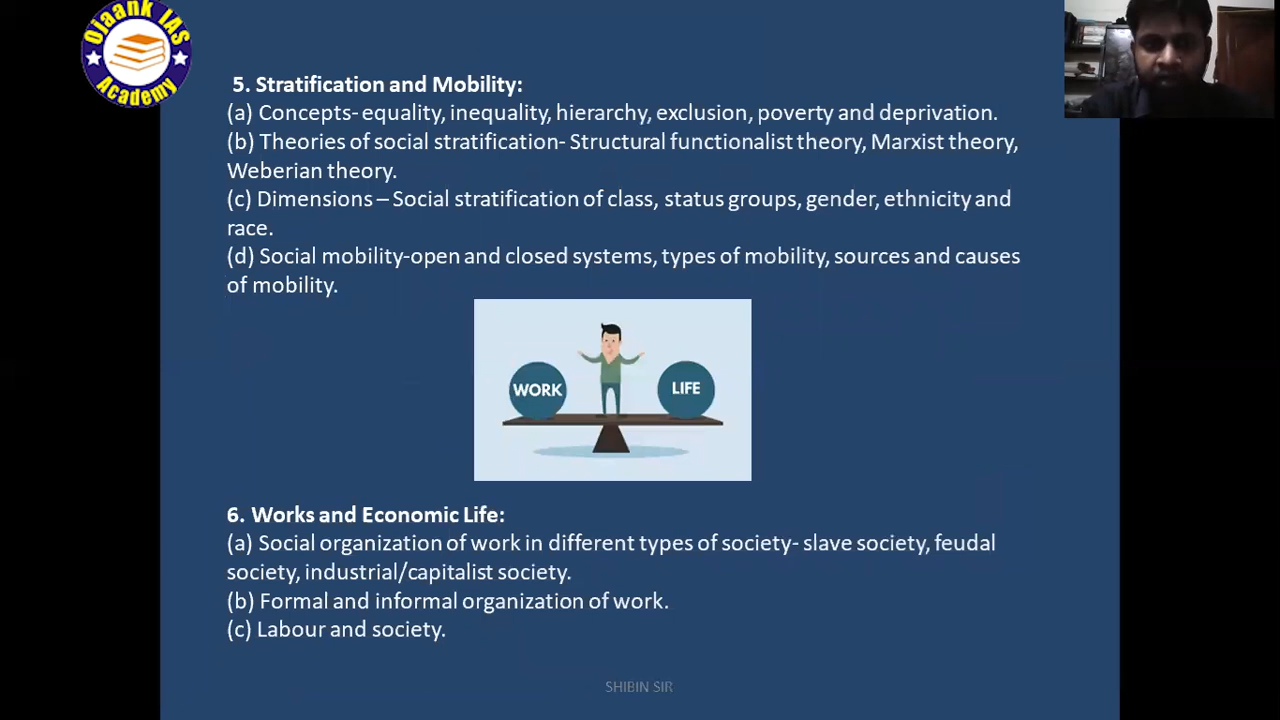 Ojaank IAS
Academy
5. Stratification and Mobility:
(a) Concepts- equality, inequality, hierarchy, exclusion, poverty and deprivation.
(b) Theories of social stratification- Structural functionalist theory, Marxist theory,
Weberian theory.
(c) Dimensions – Social stratification of class, status groups, gender, ethnicity and
race.
(d) Social mobility-open and closed systems, types of mobility, sources and causes
of mobility.
WORK
LIFE
6. Works and Economic Life:
(a) Social organization of work in different types of society- slave society, feudal
society, industrial/capitalist society.
(b) Formal and informal organization of work.
(c) Labour and society.
SHIBIN SIR